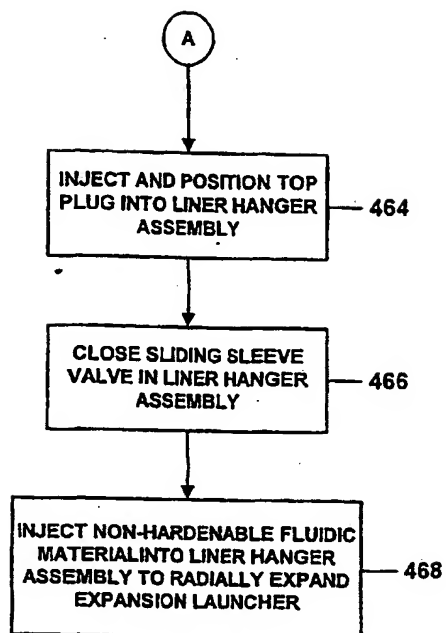 A
INJECT AND POSITION TOP
PLUG INTO LINER HANGER
ASSEMBLY
464
CLOSE SLIDING SLEEVE
VALVE IN LINER HANGER
ASSEMBLY
466
INJECT NON-HARDENABLE FLUIDIC
MATERIALINTO LINER HANGER
ASSEMBLY TO RADIALLY EXPAND
EXPANSION LAUNCHER
468